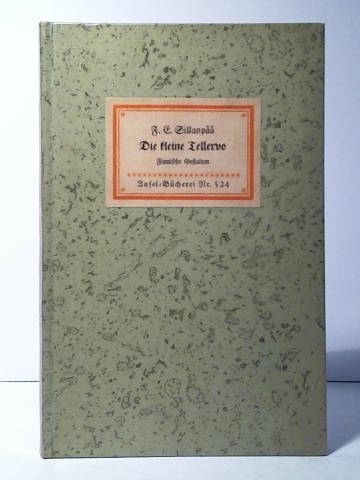 F. E. Sillanpää
Die kleine Tellervo
Finnische Gestalten
Insel-Bücherei Nr. 524